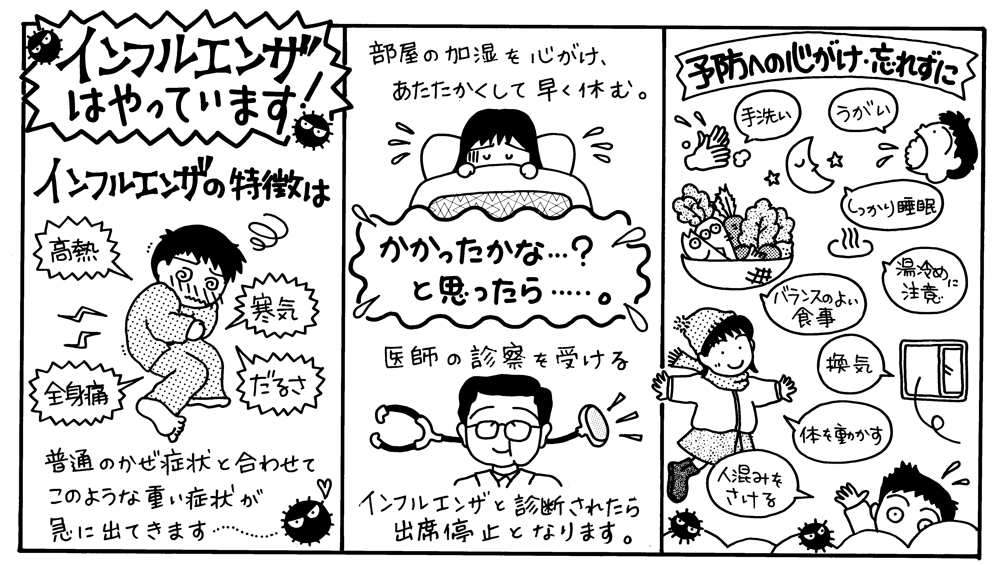 インフルエンザ
はやっています!
インフルエンザの特徴は
高熱
寒気
全身痛
だるさ
普通のかぜ症状と合わせて
このような重い症状が
急に出てきます………
部屋の加湿を心がけ、
あたたかくして早く休む。
かかったかな…?
と思ったら……。
医師の診察を受ける
インフルエンザと診断されたら
出席停止となります。
予防への心がけ・忘れずに
手洗い
うがい
しっかり睡眠
湯冷めに
注意
バランスのよい
食事
換気
体を動かす
人混みを
さける